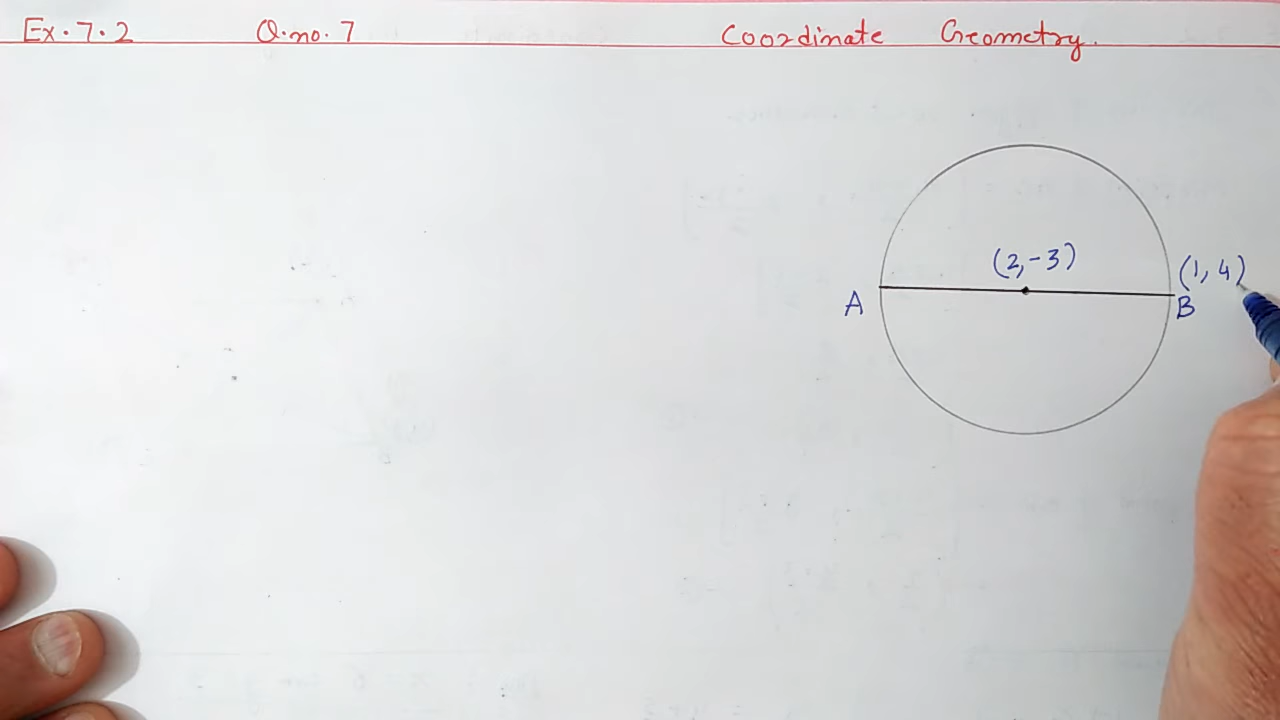 Ex. 7.2 Q.no. 7 Coordinate Geometry.
(2, -3)
(1, 4)
A
B